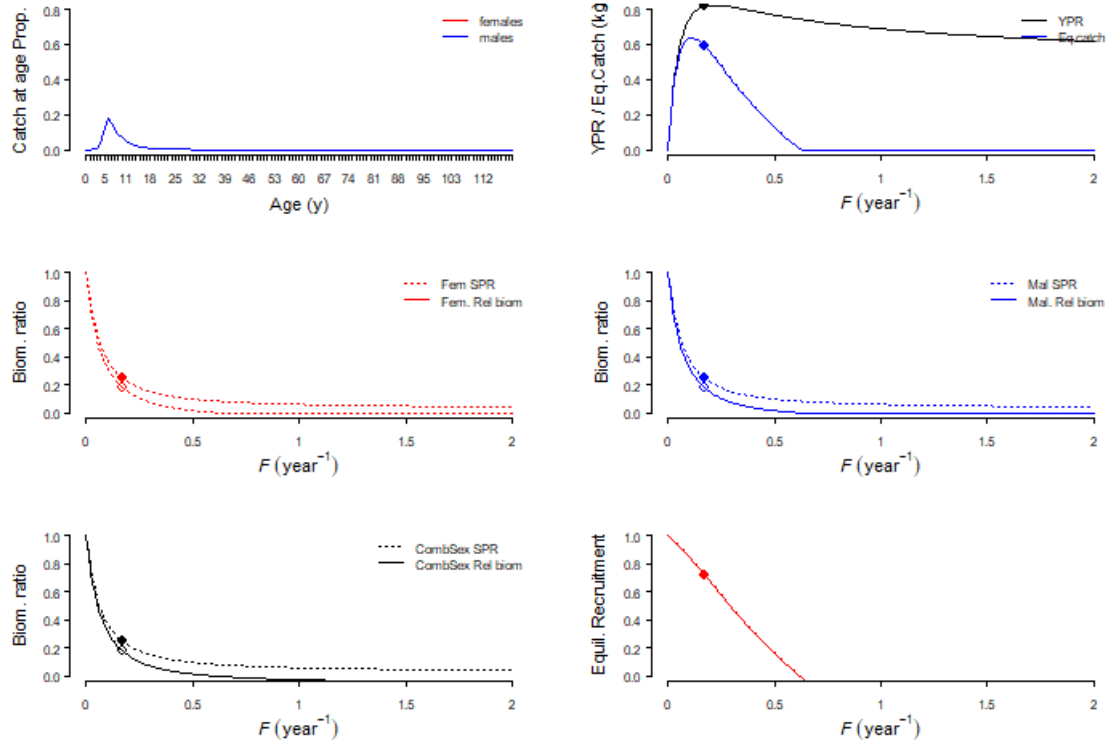 Catch at age Prop.
0.8
0.6
0.4
0.2
0.0
females
males
0 5 11 18 25 32 39 46 53 60 67 74 81 88 95 103 112
Age (y)
YPR / Eq.Catch (kg
0.8
0.6
0.4
0.2
0.0
YPR
Eq.catch
0 0.5 1 1.5 2
F (year⁻¹)
Biom. ratio
1.0
0.8
0.6
0.4
0.2
0.0
Fem SPR
Fem. Rel biom
0 0.5 1 1.5 2
F (year⁻¹)
Biom. ratio
1.0
0.8
0.6
0.4
0.2
0.0
Mal SPR
Mal. Rel biom
0 0.5 1 1.5 2
F (year⁻¹)
Biom. ratio
1.0
0.8
0.6
0.4
0.2
0.0
CombSex SPR
CombSex Rel biom
0 0.5 1 1.5 2
F (year⁻¹)
Equil. Recruitment
1.0
0.8
0.6
0.4
0.2
0.0
0 0.5 1 1.5 2
F (year⁻¹)